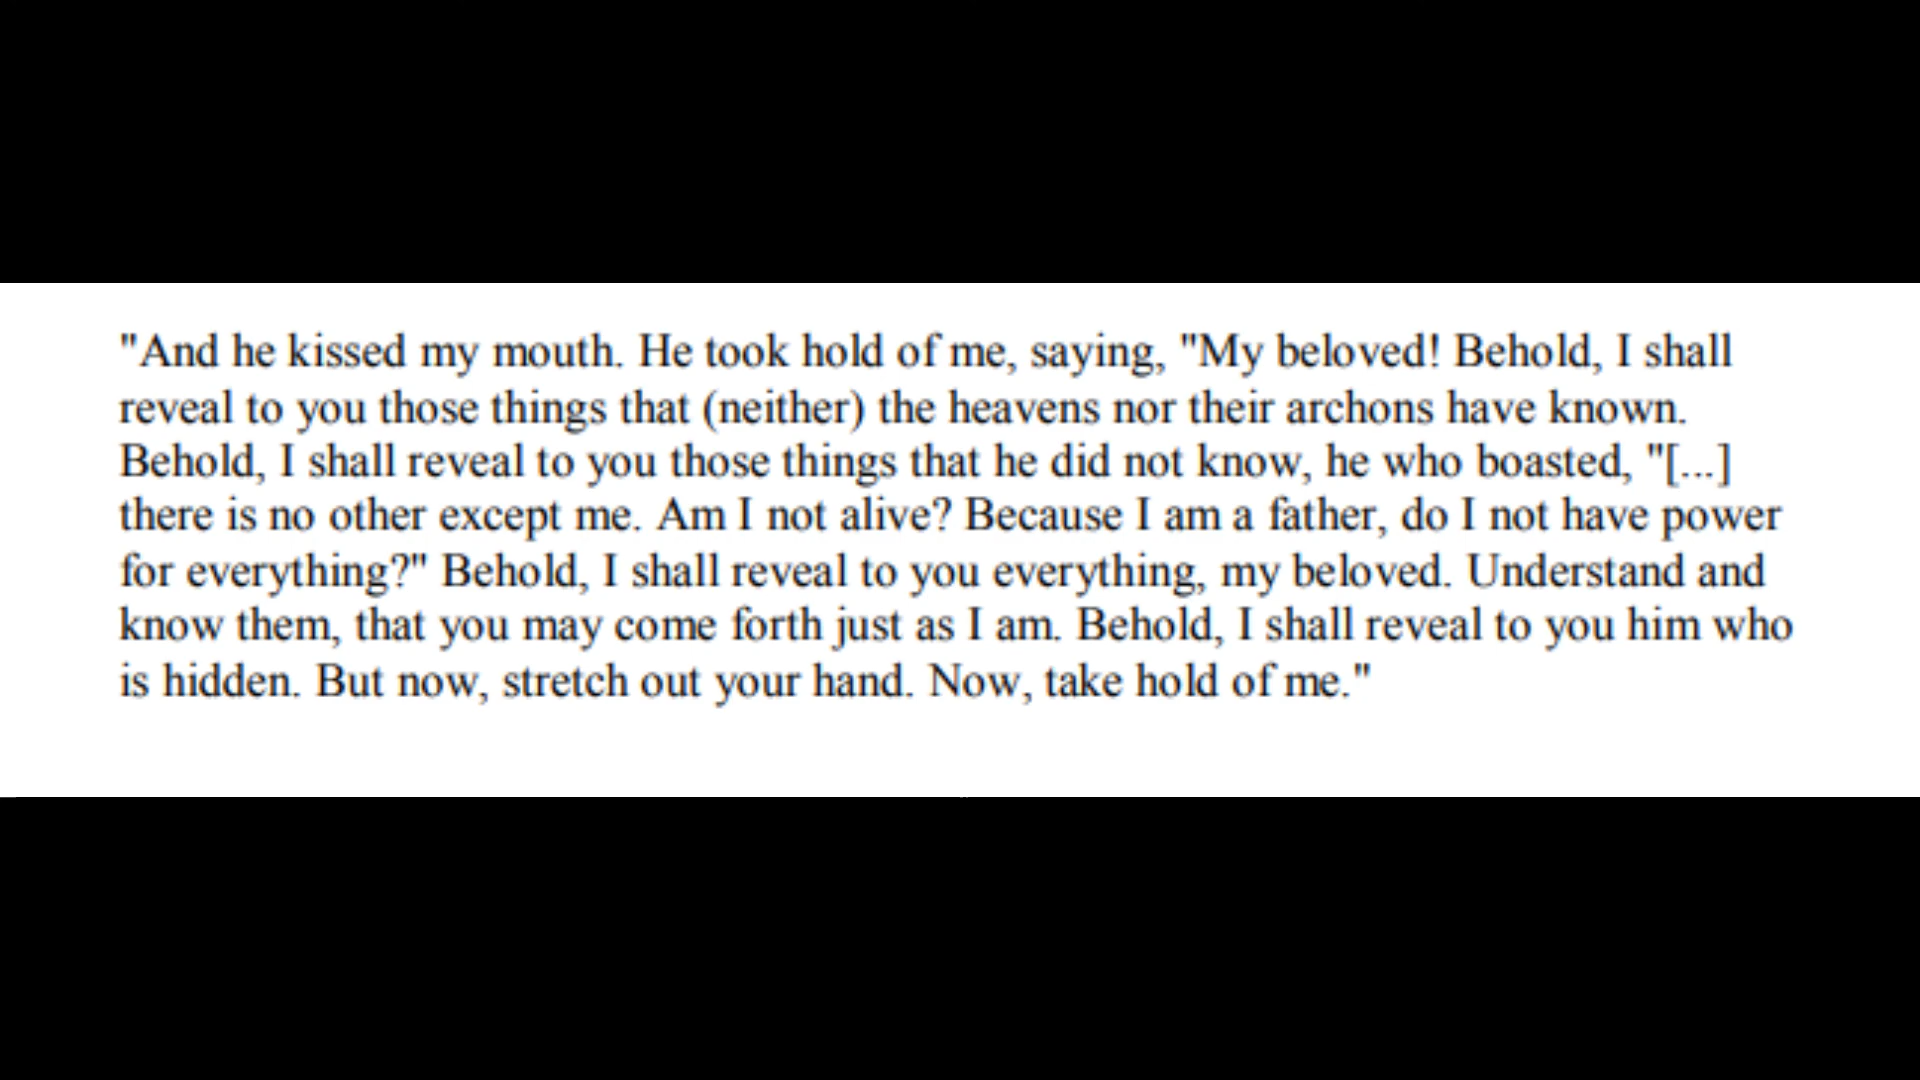 "And he kissed my mouth. He took hold of me, saying, "My beloved! Behold, I shall
reveal to you those things that (neither) the heavens nor their archons have known.
Behold, I shall reveal to you those things that he did not know, he who boasted, "[...]
there is no other except me. Am I not alive? Because I am a father, do I not have power
for everything?" Behold, I shall reveal to you everything, my beloved. Understand and
know them, that you may come forth just as I am. Behold, I shall reveal to you him who
is hidden. But now, stretch out your hand. Now, take hold of me."